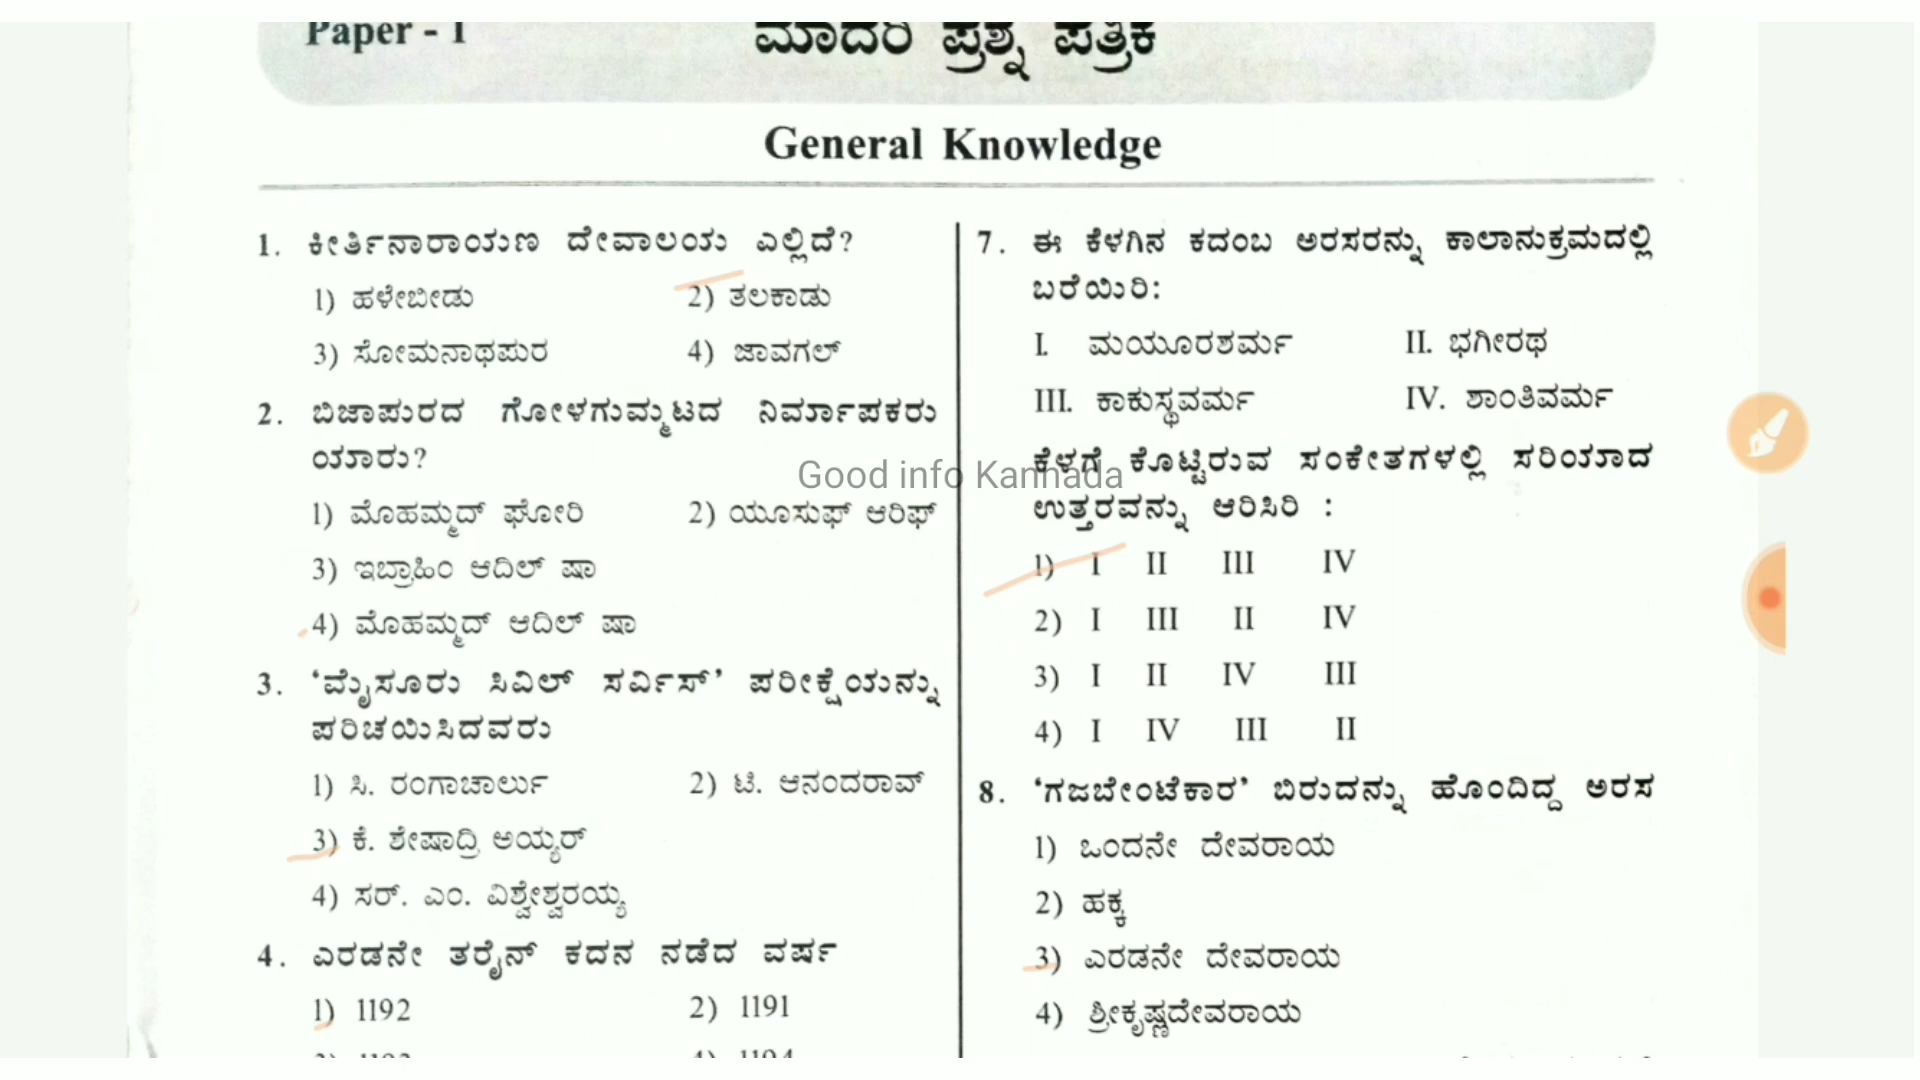 Paper - 1
ಮಾದರಿ ಪ್ರಶ್ನೆ ಪತ್ರಿಕೆ
General Knowledge
1. ಕೀರ್ತಿನಾರಾಯಣ ದೇವಾಲಯ ಎಲ್ಲಿದೆ?
1) ಹಳೇಬೀಡು 2) ತಲಕಾಡು
3) ಸೋಮನಾಥಪುರ 4) ಜಾವಗಲ್
2. ಬಿಜಾಪುರದ ಗೋಳಗುಮ್ಮಟದ ನಿರ್ಮಾಪಕರು
ಯಾರು?
1) ಮೊಹಮ್ಮದ್ ಘೋರಿ 2) ಯೂಸುಫ್ ಆರಿಫ್
3) ಇಬ್ರಾಹಿಂ ಆದಿಲ್ ಷಾ
4) ಮೊಹಮ್ಮದ್ ಆದಿಲ್ ಷಾ
3. 'ಮೈಸೂರು ಸಿವಿಲ್ ಸರ್ವಿಸ್' ಪರೀಕ್ಷೆಯನ್ನು
ಪರಿಚಯಿಸಿದವರು
1) ಸಿ. ರಂಗಾಚಾರ್ಲು 2) ಟಿ. ಆನಂದರಾವ್
3) ಕೆ. ಶೇಷಾದ್ರಿ ಅಯ್ಯರ್
4) ಸರ್. ಎಂ. ವಿಶ್ವೇಶ್ವರಯ್ಯ
4. ಎರಡನೇ ತರೈನ್ ಕದನ ನಡೆದ ವರ್ಷ
1) 1192 2) 1191
3) 1193 4) 1194
7. ಈ ಕೆಳಗಿನ ಕದಂಬ ಅರಸರನ್ನು ಕಾಲಾನುಕ್ರಮದಲ್ಲಿ
ಬರೆಯಿರಿ:
I. ಮಯೂರಶರ್ಮ II. ಭಗೀರಥ
III. ಕಾಕುಸ್ಥವರ್ಮ IV. ಶಾಂತಿವರ್ಮ
ಕೆಳಗೆ ಕೊಟ್ಟಿರುವ ಸಂಕೇತಗಳಲ್ಲಿ ಸರಿಯಾದ
ಉತ್ತರವನ್ನು ಆರಿಸಿರಿ :
1) I II III IV
2) I III II IV
3) I II IV III
4) I IV III II
8. 'ಗಜಬೇಂಟೆಕಾರ' ಬಿರುದನ್ನು ಹೊಂದಿದ್ದ ಅರಸ
1) ಒಂದನೇ ದೇವರಾಯ
2) ಹಕ್ಕ
3) ಎರಡನೇ ದೇವರಾಯ
4) ಶ್ರೀಕೃಷ್ಣದೇವರಾಯ
Good info Kannada